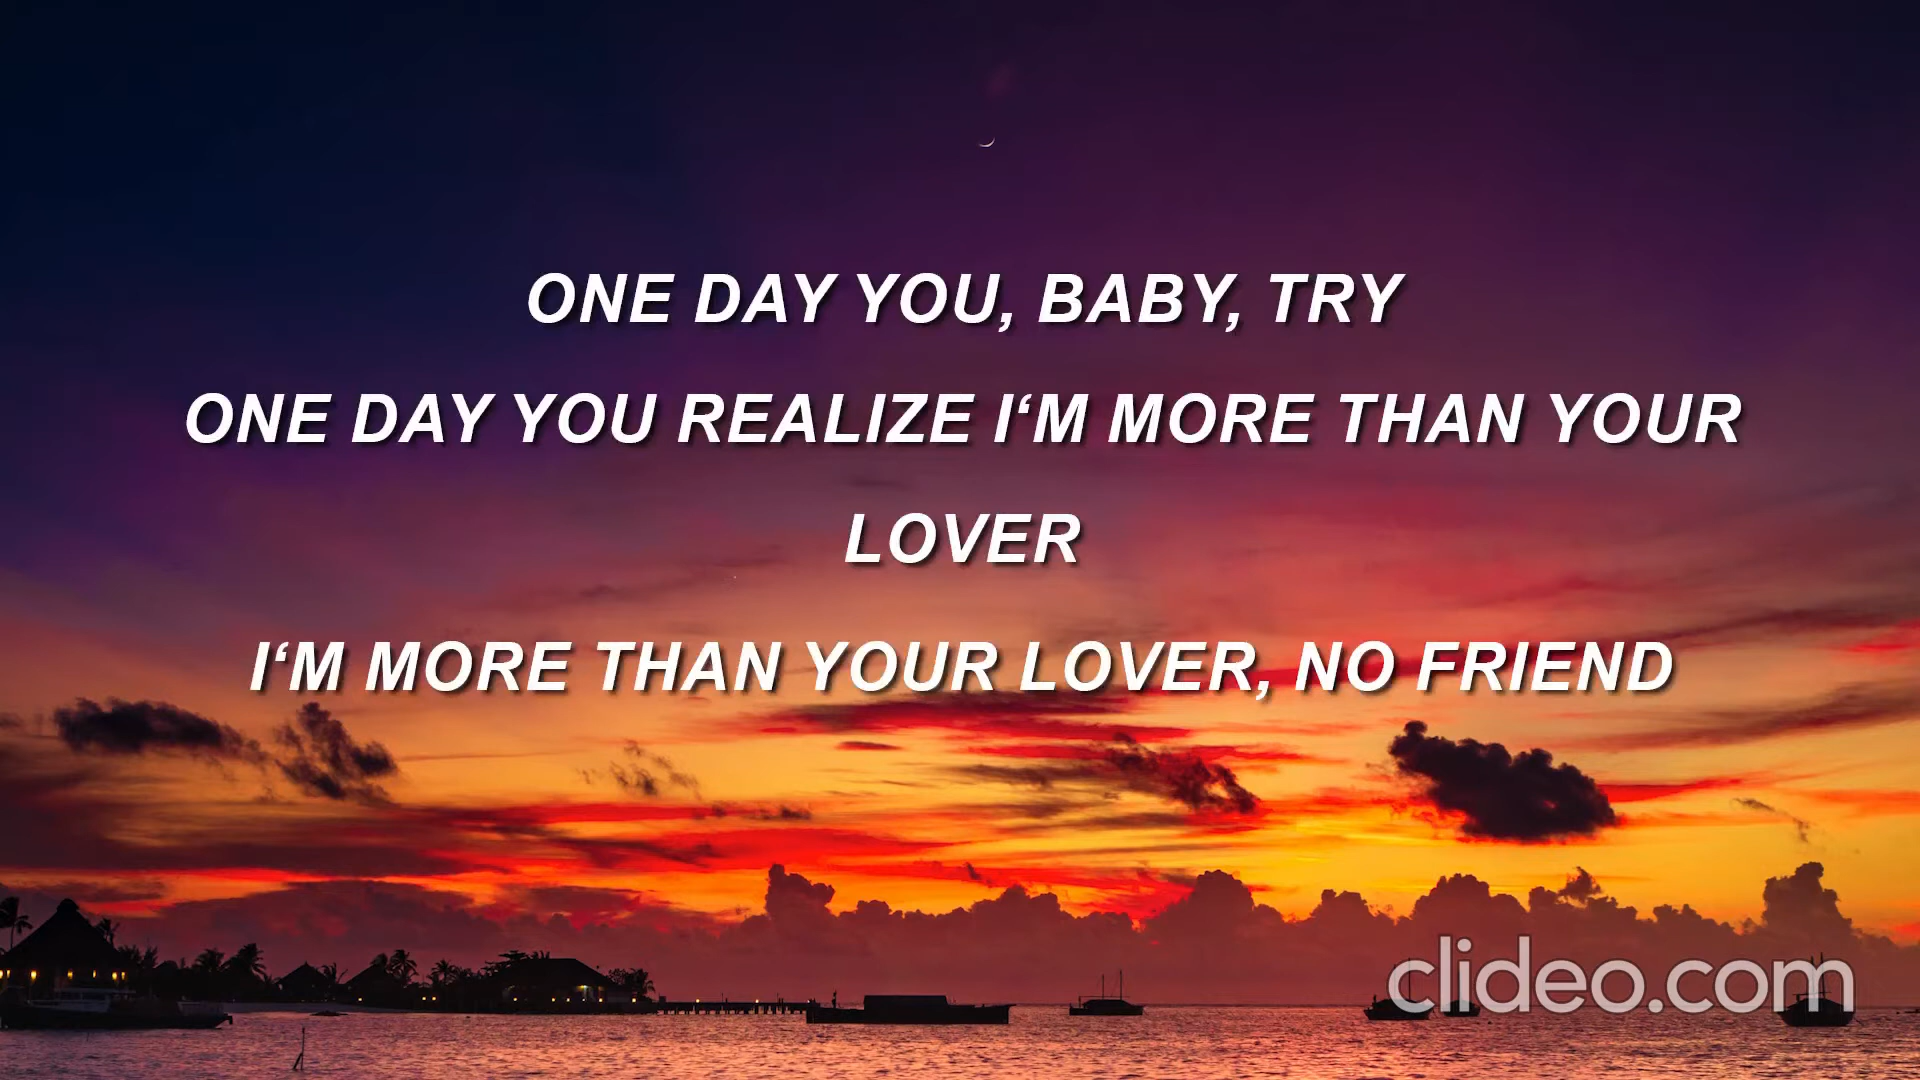 ONE DAY YOU, BABY, TRY
ONE DAY YOU REALIZE I‘M MORE THAN YOUR
LOVER
I‘M MORE THAN YOUR LOVER, NO FRIEND
clideo.com